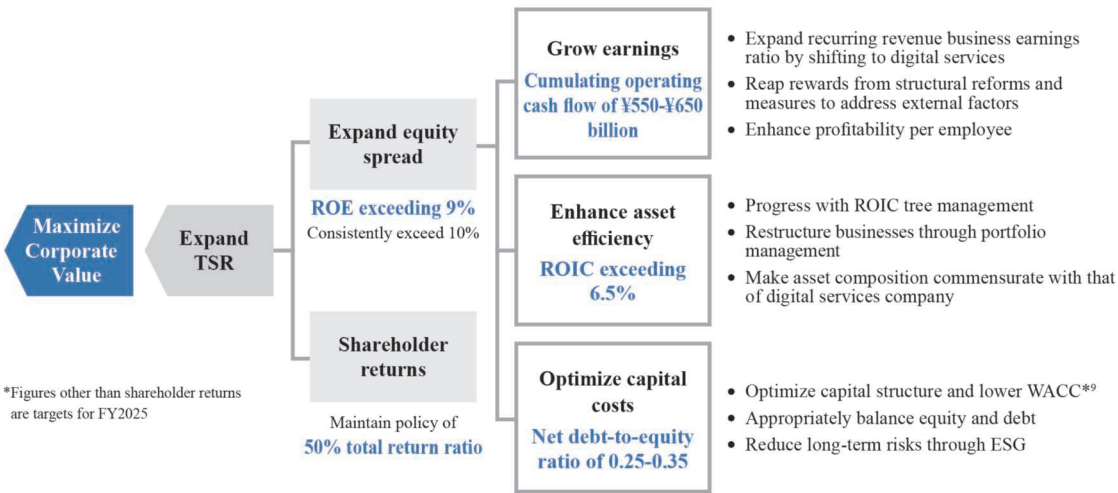 Maximize
Corporate
Value
Expand
TSR
Expand equity
spread
ROE exceeding 9%
Consistently exceed 10%
Shareholder
returns
Maintain policy of
50% total return ratio
Grow earnings
Cumulating operating
cash flow of ¥550-¥650
billion
• Expand recurring revenue business earnings
ratio by shifting to digital services
• Reap rewards from structural reforms and
measures to address external factors
• Enhance profitability per employee
Enhance asset
efficiency
ROIC exceeding
6.5%
• Progress with ROIC tree management
• Restructure businesses through portfolio
management
• Make asset composition commensurate with that
of digital services company
Optimize capital
costs
Net debt-to-equity
ratio of 0.25-0.35
• Optimize capital structure and lower WACC*⁹
• Appropriately balance equity and debt
• Reduce long-term risks through ESG
*Figures other than shareholder returns
are targets for FY2025